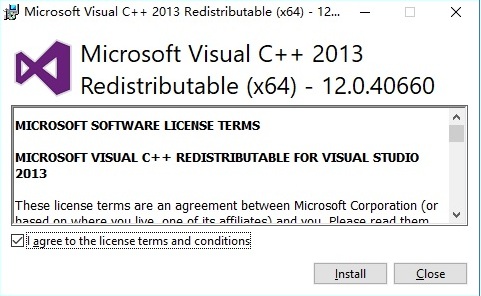 Microsoft Visual C++ 2013 Redistributable (x64) - 12.0...
Microsoft Visual C++ 2013
Redistributable (x64) - 12.0.40660
MICROSOFT SOFTWARE LICENSE TERMS
MICROSOFT VISUAL C++ REDISTRIBUTABLE FOR VISUAL STUDIO
2013
These license terms are an agreement between Microsoft Corporation (or
based on where you live, one of its affiliates) and you. Please read them.
I agree to the license terms and conditions
Install Close